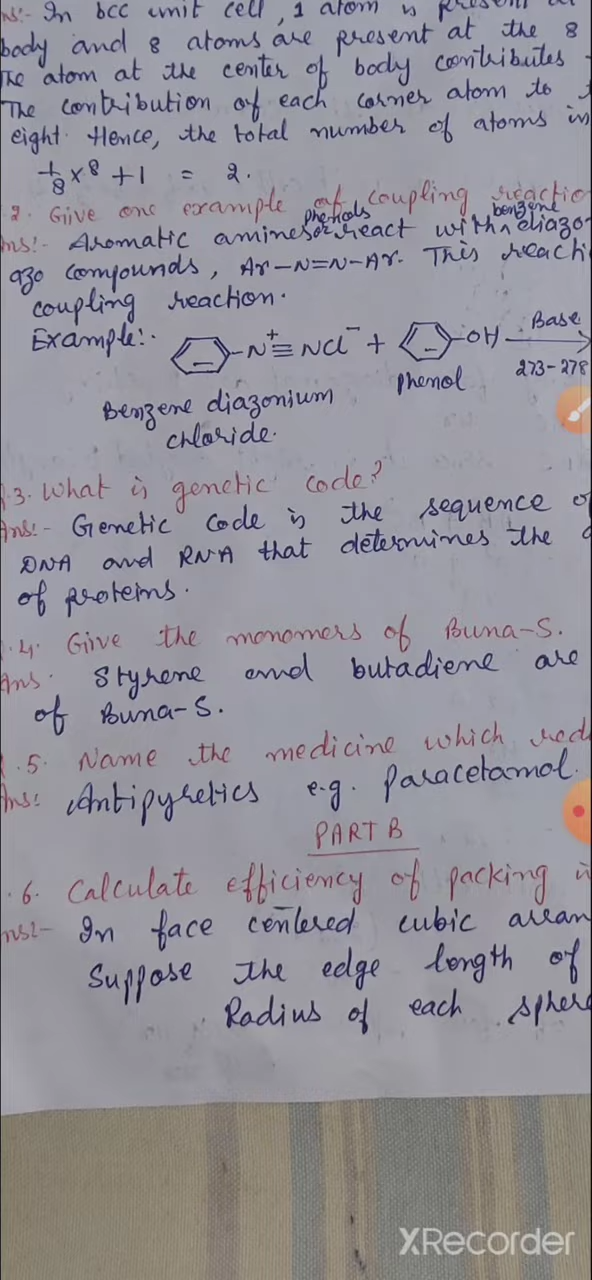 ns:- In bcc unit cell, 1 atom is present
body and 8 atoms are present at the 8
The atom at the center of body contributes
The contribution of each corner atom to
eight. Hence, the total number of atoms in
1/8 x 8 + 1 = 2.
2. Give one example of coupling reactio
phenols benzene
ns:- Aromatic amines or react with diazo-
azo compounds, Ar-N=N-Ar. This reacti
coupling reaction.
Example:-
-N⁺≡NCl⁻ + -OH Base
Phenol 273-278
Benzene diazonium
chloride.
.3. What is genetic code?
Ans:- Genetic code is the sequence of
DNA and RNA that determines the
of proteins.
.4. Give the monomers of Buna-S.
Ans. Styrene and butadiene are
of Buna-S.
.5. Name the medicine which red
Ans: Antipyretics e.g. Paracetamol.
PART B
.6. Calculate efficiency of packing i
ns:- In face centered cubic arran
Suppose the edge length of
Radius of each sphere
XRecorder